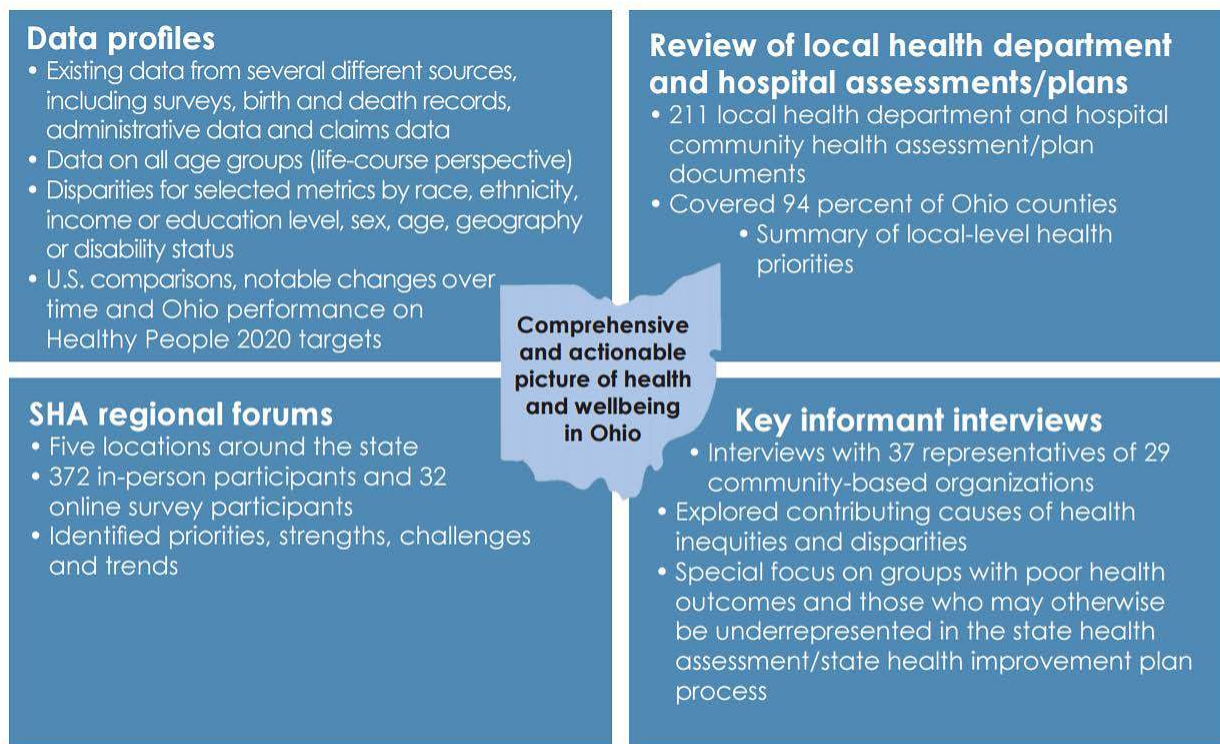 Data profiles
• Existing data from several different sources,
including surveys, birth and death records,
administrative data and claims data
• Data on all age groups (life-course perspective)
• Disparities for selected metrics by race, ethnicity,
income or education level, sex, age, geography
or disability status
• U.S. comparisons, notable changes over
time and Ohio performance on
Healthy People 2020 targets
Review of local health department
and hospital assessments/plans
• 211 local health department and hospital
community health assessment/plan
documents
• Covered 94 percent of Ohio counties
• Summary of local-level health
priorities
Comprehensive
and actionable
picture of health
and wellbeing
in Ohio
SHA regional forums
• Five locations around the state
• 372 in-person participants and 32
online survey participants
• Identified priorities, strengths, challenges
and trends
Key informant interviews
• Interviews with 37 representatives of 29
community-based organizations
• Explored contributing causes of health
inequities and disparities
• Special focus on groups with poor health
outcomes and those who may otherwise
be underrepresented in the state health
assessment/state health improvement plan
process